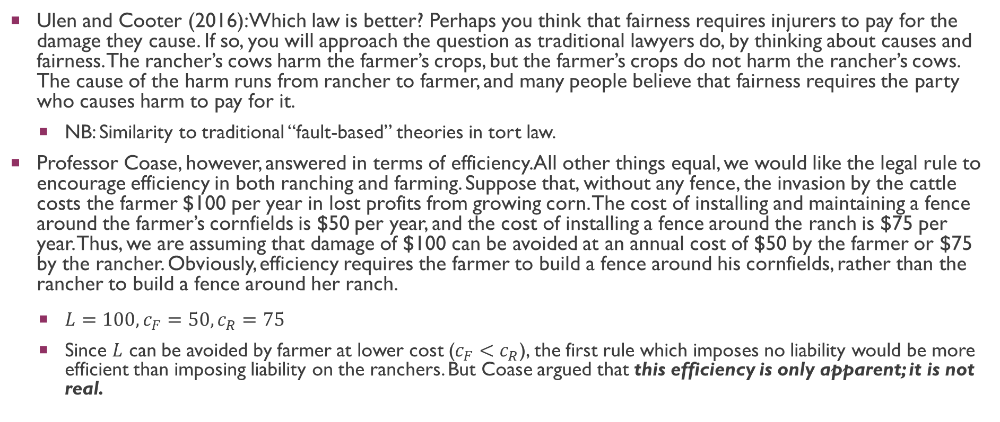 ▪ Ulen and Cooter (2016):Which law is better? Perhaps you think that fairness requires injurers to pay for the
damage they cause. If so, you will approach the question as traditional lawyers do, by thinking about causes and
fairness. The rancher's cows harm the farmer's crops, but the farmer's crops do not harm the rancher's cows.
The cause of the harm runs from rancher to farmer, and many people believe that fairness requires the party
who causes harm to pay for it.
▪ NB: Similarity to traditional “fault-based” theories in tort law.
▪ Professor Coase, however, answered in terms of efficiency. All other things equal, we would like the legal rule to
encourage efficiency in both ranching and farming. Suppose that, without any fence, the invasion by the cattle
costs the farmer $100 per year in lost profits from growing corn. The cost of installing and maintaining a fence
around the farmer's cornfields is $50 per year, and the cost of installing a fence around the ranch is $75 per
year. Thus, we are assuming that damage of $100 can be avoided at an annual cost of $50 by the farmer or $75
by the rancher. Obviously, efficiency requires the farmer to build a fence around his cornfields, rather than the
rancher to build a fence around her ranch.
▪ L = 100, c_F = 50, c_R = 75
▪ Since L can be avoided by farmer at lower cost (c_F < c_R), the first rule which imposes no liability would be more
efficient than imposing liability on the ranchers. But Coase argued that this efficiency is only apparent; it is not
real.